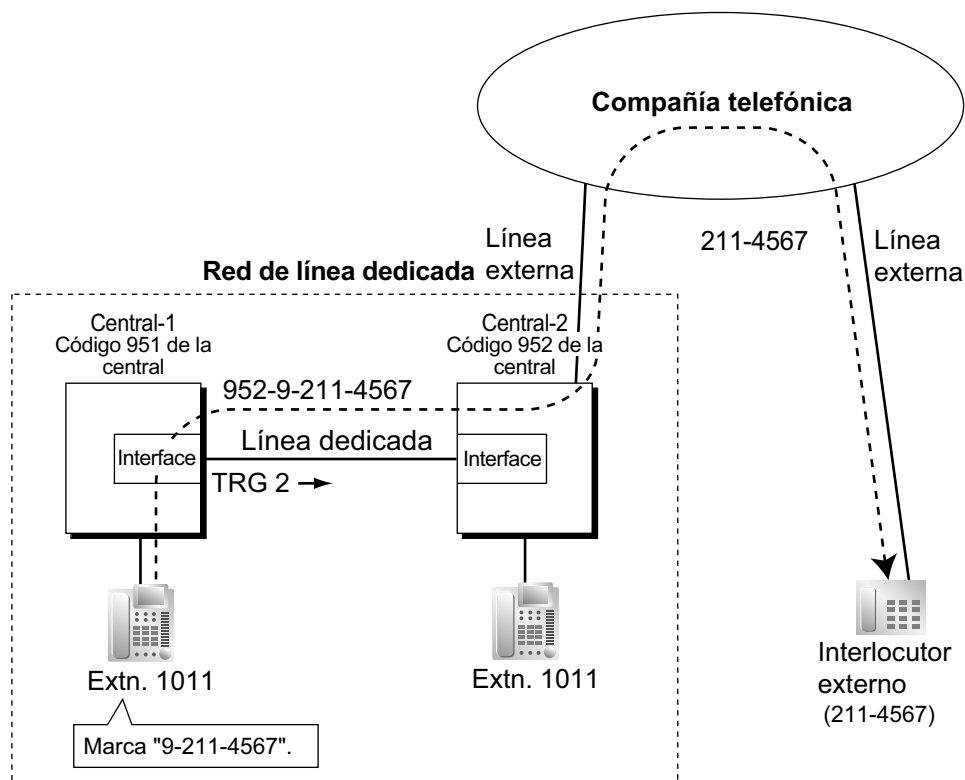 Compañía telefónica
Línea
externa
211-4567
Línea
externa
Red de línea dedicada
Central-1
Código 951 de la
central
Central-2
Código 952 de la
central
952-9-211-4567
Interface
Línea dedicada
Interface
TRG 2
Extn. 1011
Extn. 1011
Interlocutor
externo
(211-4567)
Marca "9-211-4567".